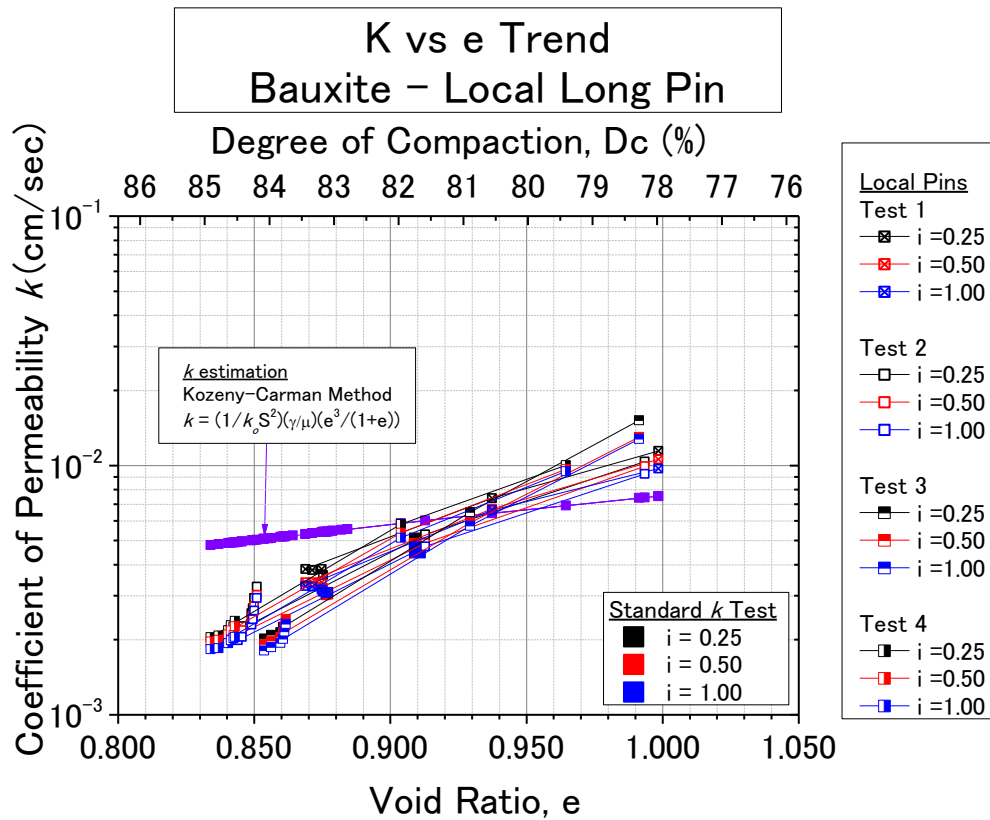 K vs e Trend
Bauxite – Local Long Pin
Degree of Compaction, Dc (%)
86 85 84 83 82 81 80 79 78 77 76
Coefficient of Permeability k (cm/sec)
10⁻¹
10⁻²
10⁻³
k estimation
Kozeny-Carman Method
k = (1/kₒS²)(γ/μ)(e³/(1+e))
Standard k Test
i = 0.25
i = 0.50
i = 1.00
0.800 0.850 0.900 0.950 1.000 1.050
Void Ratio, e
Local Pins
Test 1
i =0.25
i =0.50
i =1.00
Test 2
i =0.25
i =0.50
i =1.00
Test 3
i =0.25
i =0.50
i =1.00
Test 4
i =0.25
i =0.50
i =1.00